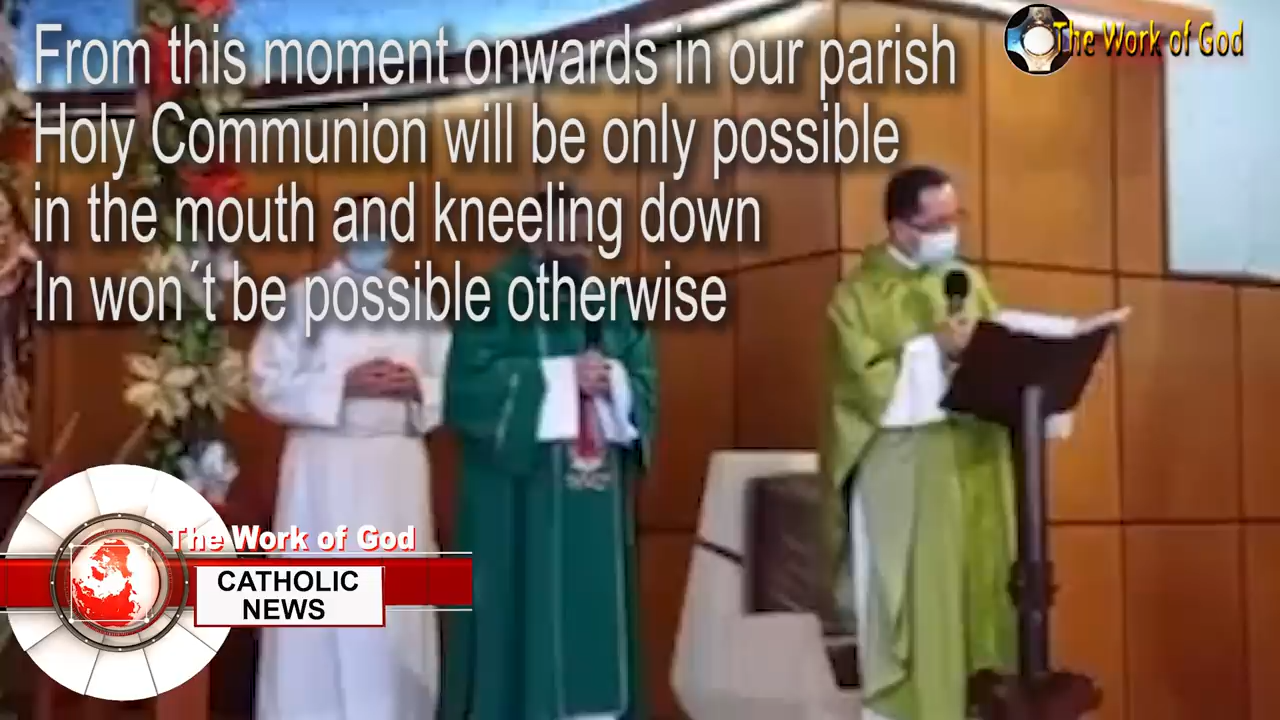 From this moment onwards in our parish
Holy Communion will be only possible
in the mouth and kneeling down
In won´t be possible otherwise
The Work of God
The Work of God
CATHOLIC
NEWS